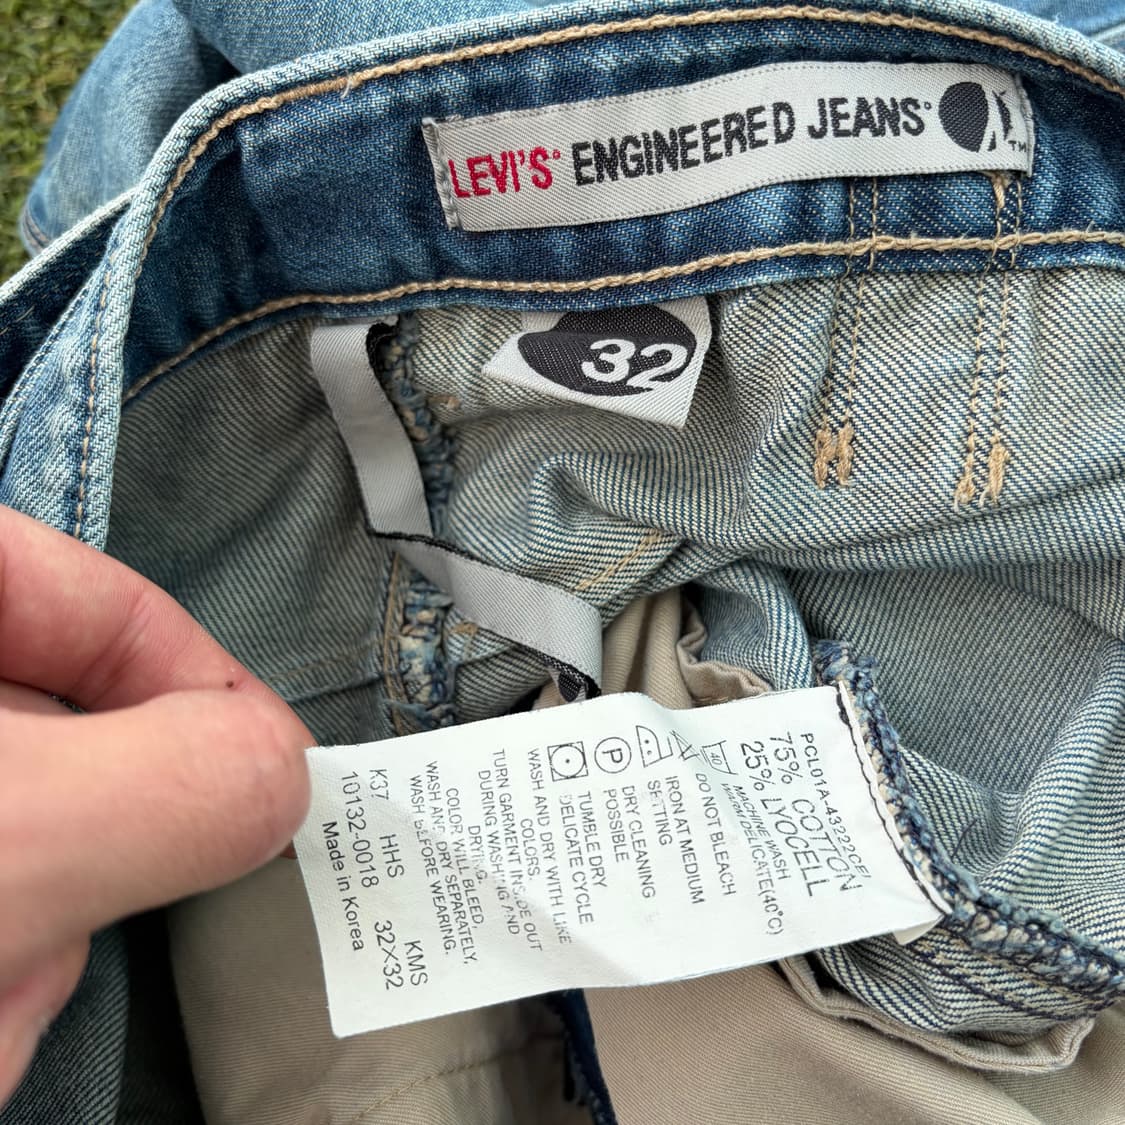 LEVI'S® ENGINEERED JEANS®
TM
32
PCL01A-43222CE
75% COTTON
25% LYOCELL
40
MACHINE WASH
WARM/DELICATE(40°C)
DO NOT BLEACH
IRON AT MEDIUM
SETTING
P
DRY CLEANING
POSSIBLE
TUMBLE DRY
DELICATE CYCLE
WASH AND DRY WITH LIKE
COLORS.
TURN GARMENT INSIDE OUT
DURING WASHING AND
DRYING.
COLOR WILL BLEED,
WASH AND DRY SEPARATELY,
WASH BEFORE WEARING.
K37 HHS KMS
10132-0018 32X32
Made in Korea